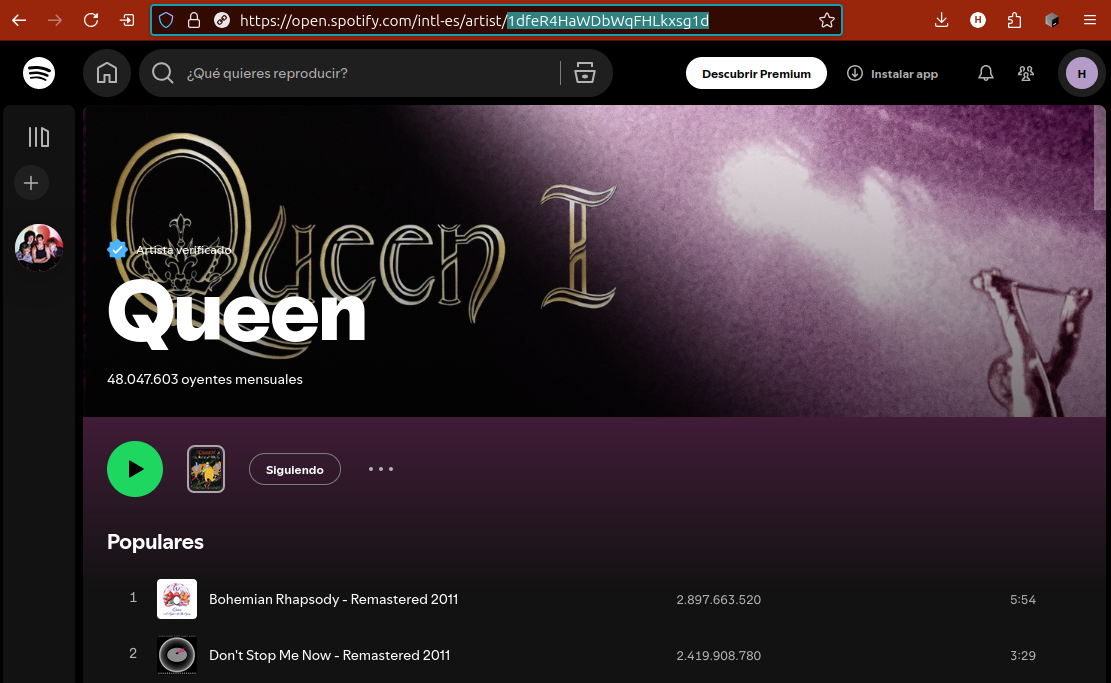 https://open.spotify.com/intl-es/artist/1dfeR4HaWDbWqFHLkxsg1d
H
¿Qué quieres reproducir?
Descubrir Premium
Instalar app
H
Queen I
Artista verificado
Queen
48.047.603 oyentes mensuales
Siguiendo
Populares
1 Bohemian Rhapsody - Remastered 2011 2.897.663.520 5:54
2 Don't Stop Me Now - Remastered 2011 2.419.908.780 3:29